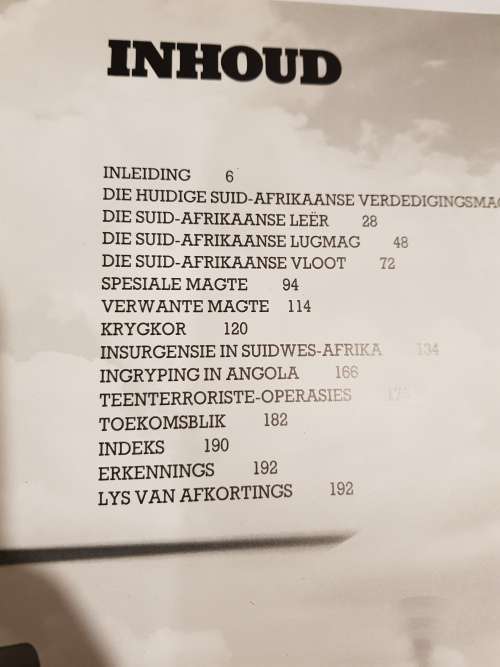 INHOUD
INLEIDING 6
DIE HUIDIGE SUID-AFRIKAANSE
DIE SUID-AFRIKAANSE LEËR 28
DIE SUID-AFRIKAANSE LUGMAG 48
DIE SUID-AFRIKAANSE VLOOT 72
SPESIALE MAGTE 94
VERWANTE MAGTE 114
KRYGKOR 120
INSURGENSIE IN SUIDWES-AFRIKA 134
INGRYPING IN ANGOLA 166
TEENTERRORISTE-OPERASIES
TOEKOMSBLIK 182
INDEKS 190
ERKENNINGS 192
LYS VAN AFKORTINGS 192